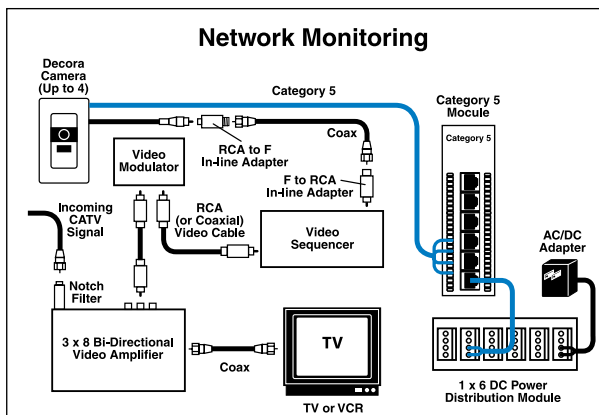 Network Monitoring
Decora
Camera
(Up to 4)
Category 5
Category 5
Mocule
Category 5
RCA to F
In-line Adapter
Coax
Video
Modulator
F to RCA
In-line Adapter
Incoming
CATV
Signal
RCA
(or Coaxial)
Video Cable
Video
Sequencer
AC/DC
Adapter
Notch
Filter
3 x 8 Bi-Directional
Video Amplifier
Coax
TV
TV or VCR
1 x 6 DC Power
Distribution Module